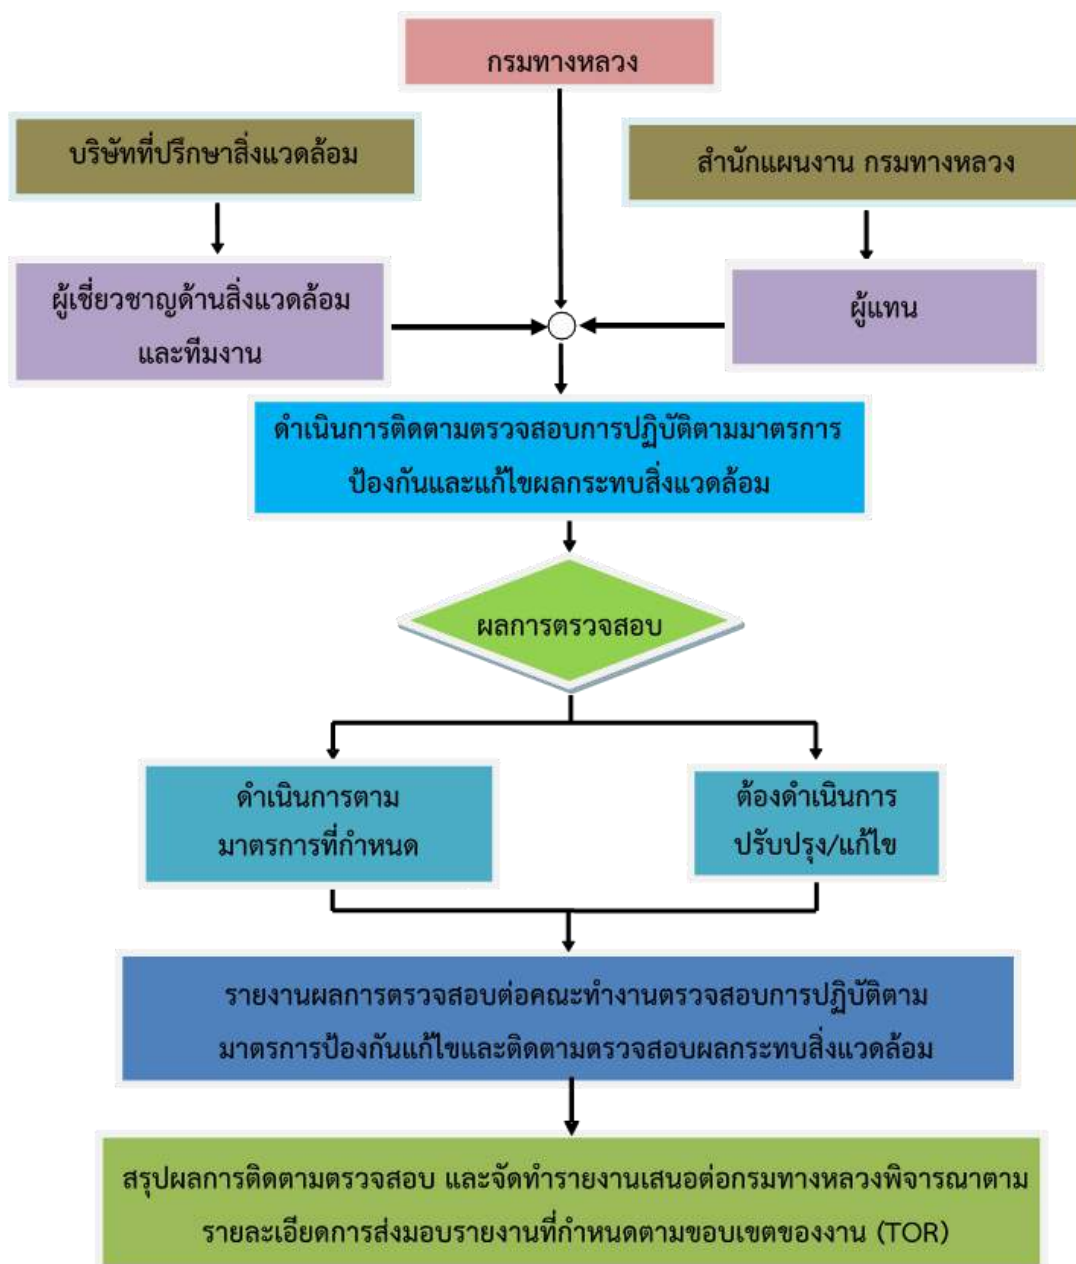 กรมทางหลวง
บริษัทที่ปรึกษาสิ่งแวดล้อม
สำนักแผนงาน กรมทางหลวง
ผู้เชี่ยวชาญด้านสิ่งแวดล้อม
และทีมงาน
ผู้แทน
ดำเนินการติดตามตรวจสอบการปฏิบัติตามมาตรการ
ป้องกันและแก้ไขผลกระทบสิ่งแวดล้อม
ผลการตรวจสอบ
ดำเนินการตาม
มาตรการที่กำหนด
ต้องดำเนินการ
ปรับปรุง/แก้ไข
รายงานผลการตรวจสอบต่อคณะทำงานตรวจสอบการปฏิบัติตาม
มาตรการป้องกันแก้ไขและติดตามตรวจสอบผลกระทบสิ่งแวดล้อม
สรุปผลการติดตามตรวจสอบ และจัดทำรายงานเสนอต่อกรมทางหลวงพิจารณาตาม
รายละเอียดการส่งมอบรายงานที่กำหนดตามขอบเขตของงาน (TOR)